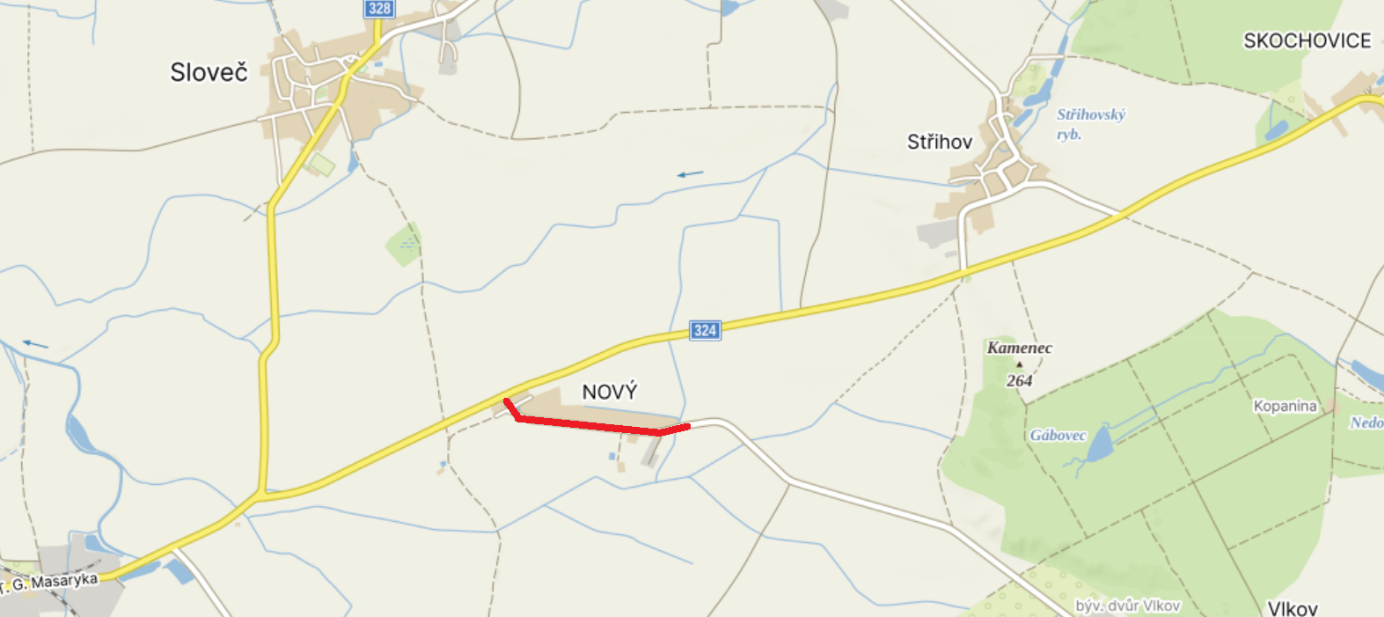 328
SKOCHOVICE
Sloveč
Střihovský
ryb.
Střihov
324
Kamenec
264
NOVÝ
Kopanina
Gábovec
Nedo
T. G. Masaryka
býv. dvůr Vlkov
Vlkov